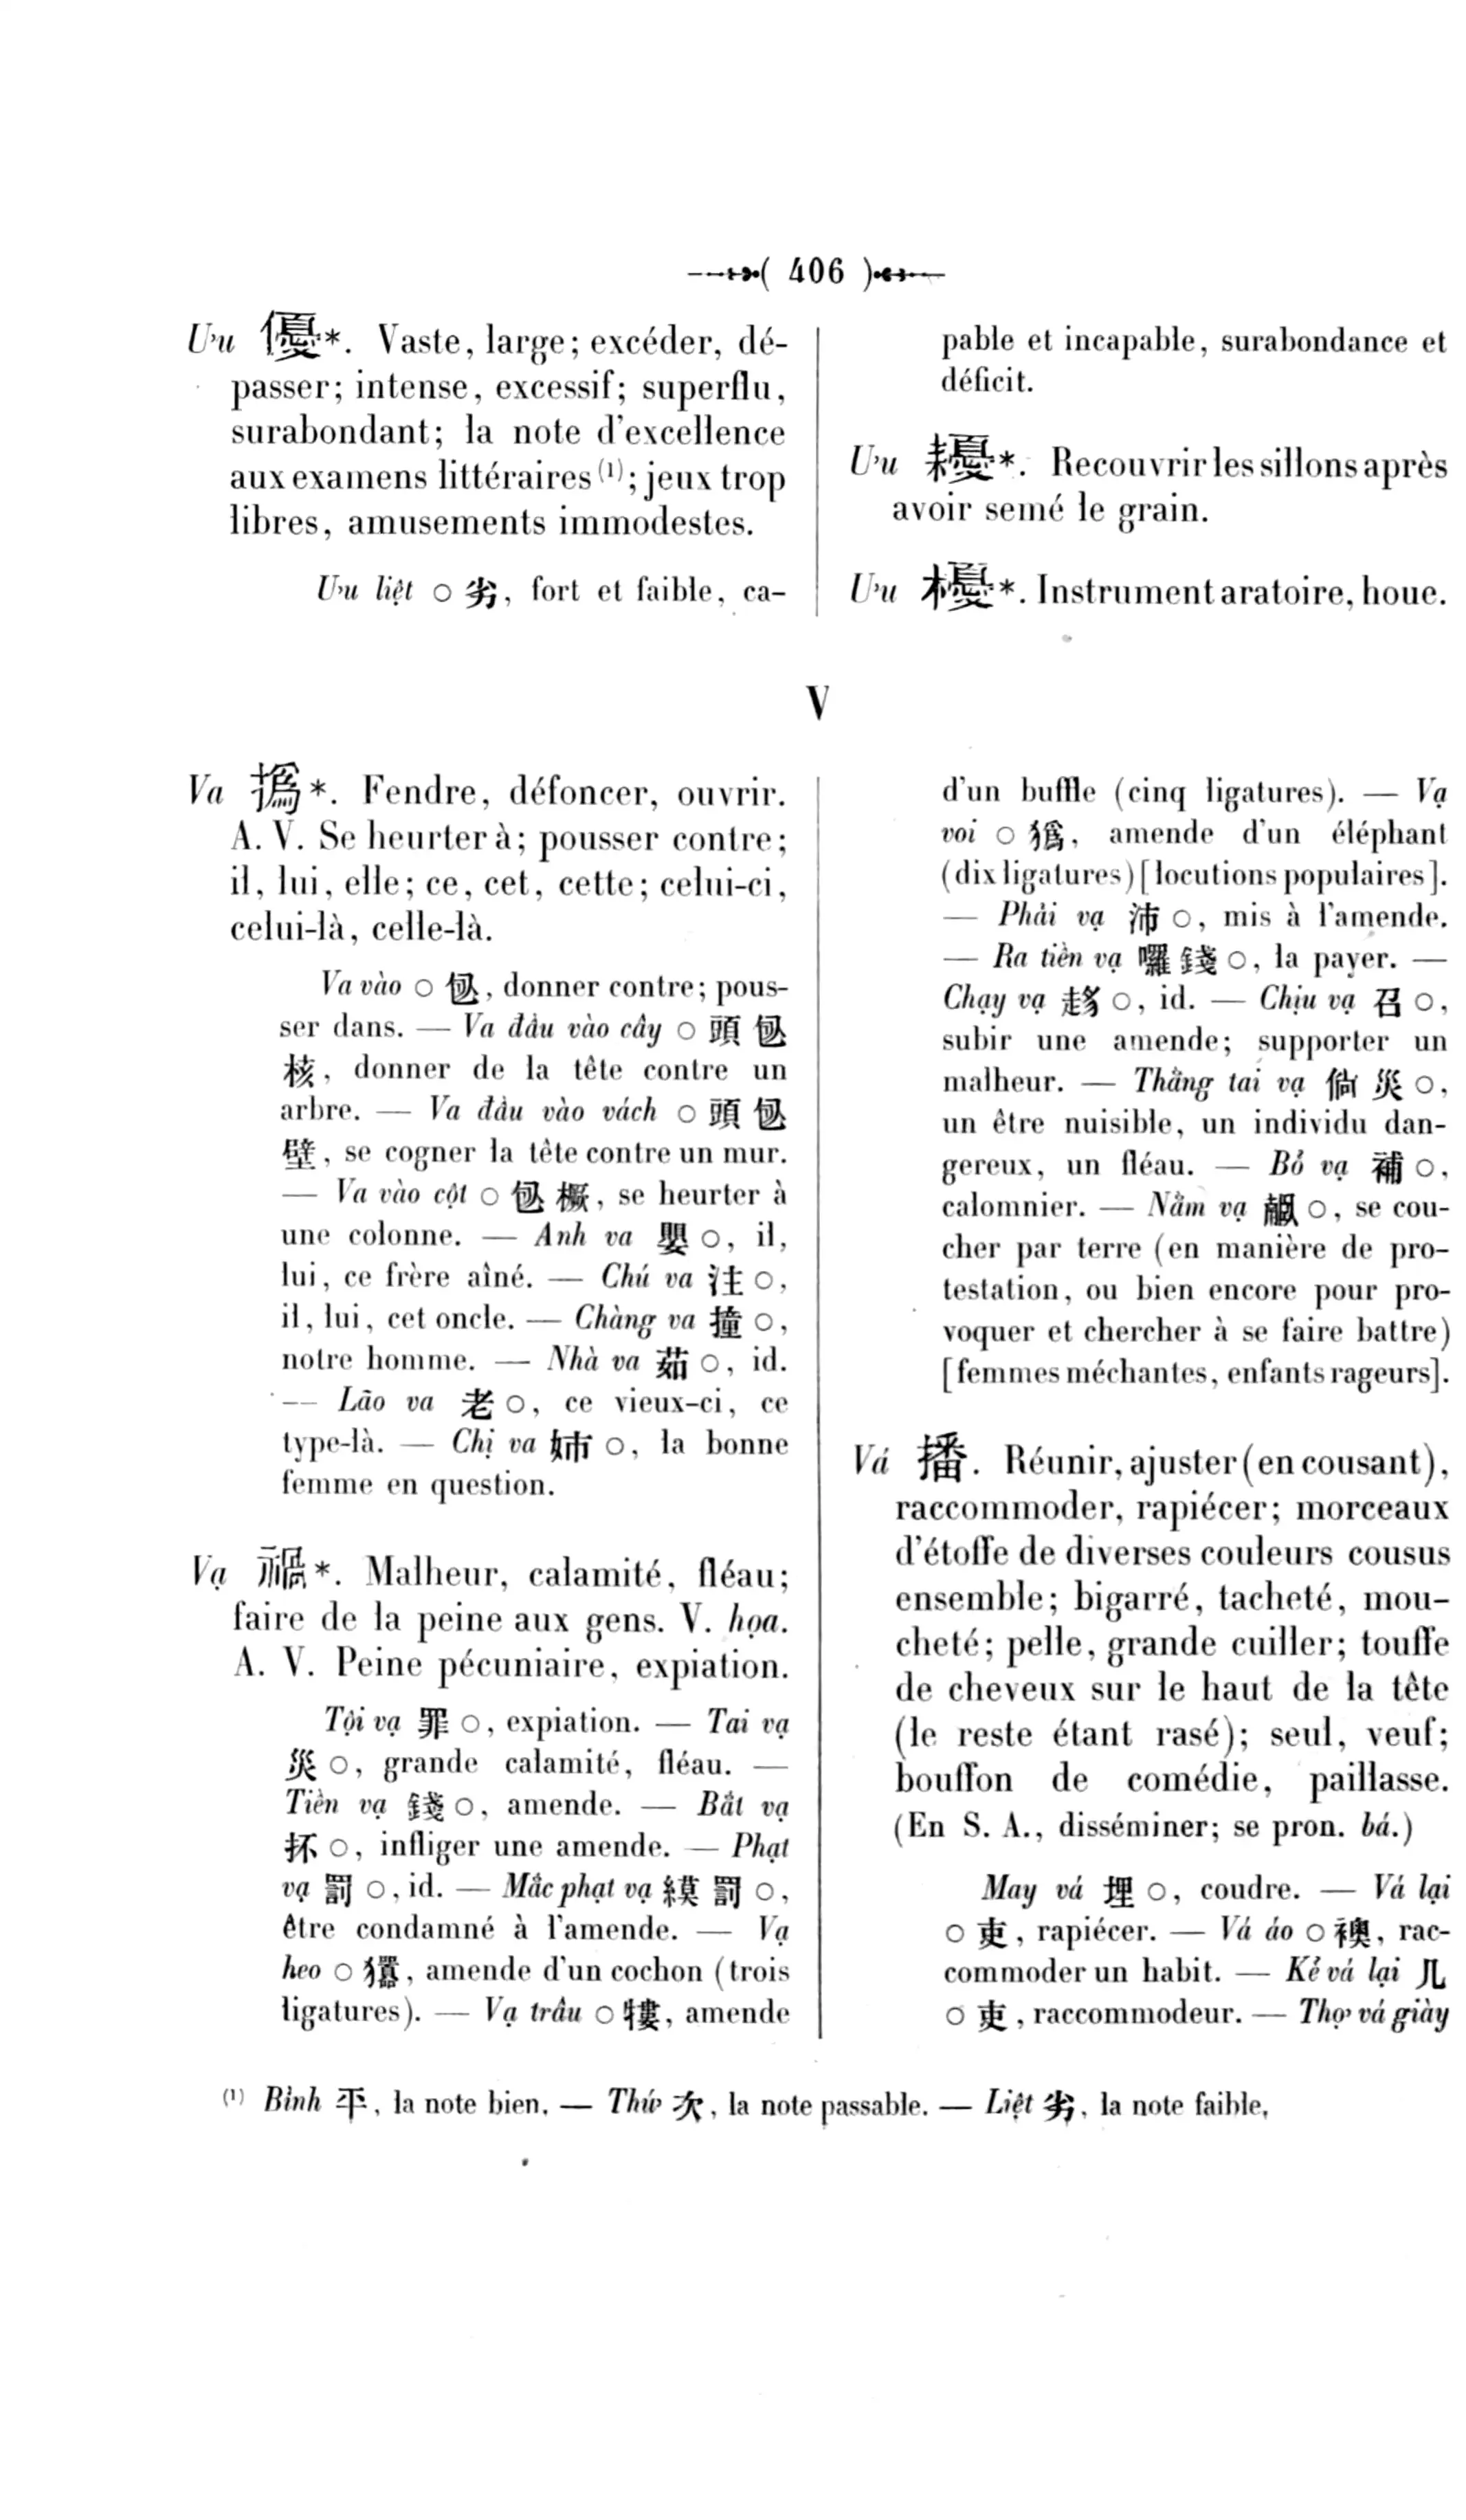 ( 406 )
Ưu 優*. Vaste, large; excéder, dé-
passer; intense, excessif; superflu,
surabondant; la note d'excellence
aux examens littéraires (1); jeux trop
libres, amusements immodestes.
Ưu liệt ○ 劣, fort et faible, ca-
pable et incapable, surabondance et
déficit.
Ưu 耰*. Recouvrir les sillons après
avoir semé le grain.
Ưu 櫌*. Instrument aratoire, houe.
V
Va 撝*. Fendre, défoncer, ouvrir.
A. V. Se heurter à; pousser contre;
il, lui, elle; ce, cet, cette; celui-ci,
celui-là, celle-là.
Va vào ○, donner contre; pous-
ser dans. — Va đầu vào cây ○ 頭
核, donner de la tête contre un
arbre. — Va đầu vào vách ○ 頭
壁, se cogner la tête contre un mur.
— Va vào cột ○ 橛, se heurter à
une colonne. — Anh va 嬰 ○, il,
lui, ce frère aîné. — Chú va 注 ○,
il, lui, cet oncle. — Chàng va 撞 ○,
notre homme. — Nhà va 茹 ○, id.
— Lão va 老 ○, ce vieux-ci, ce
type-là. — Chị va 姉 ○, la bonne
femme en question.
Vạ 禍*. Malheur, calamité, fléau;
faire de la peine aux gens. V. họa.
A. V. Peine pécuniaire, expiation.
Tội vạ 罪 ○, expiation. — Tai vạ
災 ○, grande calamité, fléau. —
Tiền vạ 錢 ○, amende. — Bắt vạ
抔 ○, infliger une amende. — Phạt
vạ 罰 ○, id. — Mắc phạt vạ 縸 罰 ○,
être condamné à l'amende. — Vạ
heo ○, amende d'un cochon (trois
ligatures). — Vạ trâu ○, amende
d'un buffle (cinq ligatures). — Vạ
voi ○, amende d'un éléphant
(dix ligatures) [locutions populaires].
— Phải vạ 沛 ○, mis à l'amende.
— Ra tiền vạ 囉 錢 ○, la payer. —
Chạy vạ 趍 ○, id. — Chịu vạ 召 ○,
subir une amende; supporter un
malheur. — Thằng tai vạ 倘 災 ○,
un être nuisible, un individu dan-
gereux, un fléau. — Bỏ vạ 補 ○,
calomnier. — Nằm vạ ○, se cou-
cher par terre (en manière de pro-
testation, ou bien encore pour pro-
voquer et chercher à se faire battre)
[femmes méchantes, enfants rageurs].
Vá 播. Réunir, ajuster (en cousant),
raccommoder, rapiécer; morceaux
d'étoffe de diverses couleurs cousus
ensemble; bigarré, tacheté, mou-
cheté; pelle, grande cuiller; touffe
de cheveux sur le haut de la tête
(le reste étant rasé); seul, veuf;
bouffon de comédie, paillasse.
(En S. A., disséminer; se pron. bá.)
May vá 埋 ○, coudre. — Vá lại
○ 吏, rapiécer. — Vá áo ○ 襖, rac-
commoder un habit. — Kẻ vá lại 几
○ 吏, raccommodeur. — Thợ vá giày
(1) Bình 平, la note bien. — Thứ 次, la note passable. — Liệt 劣, la note faible,